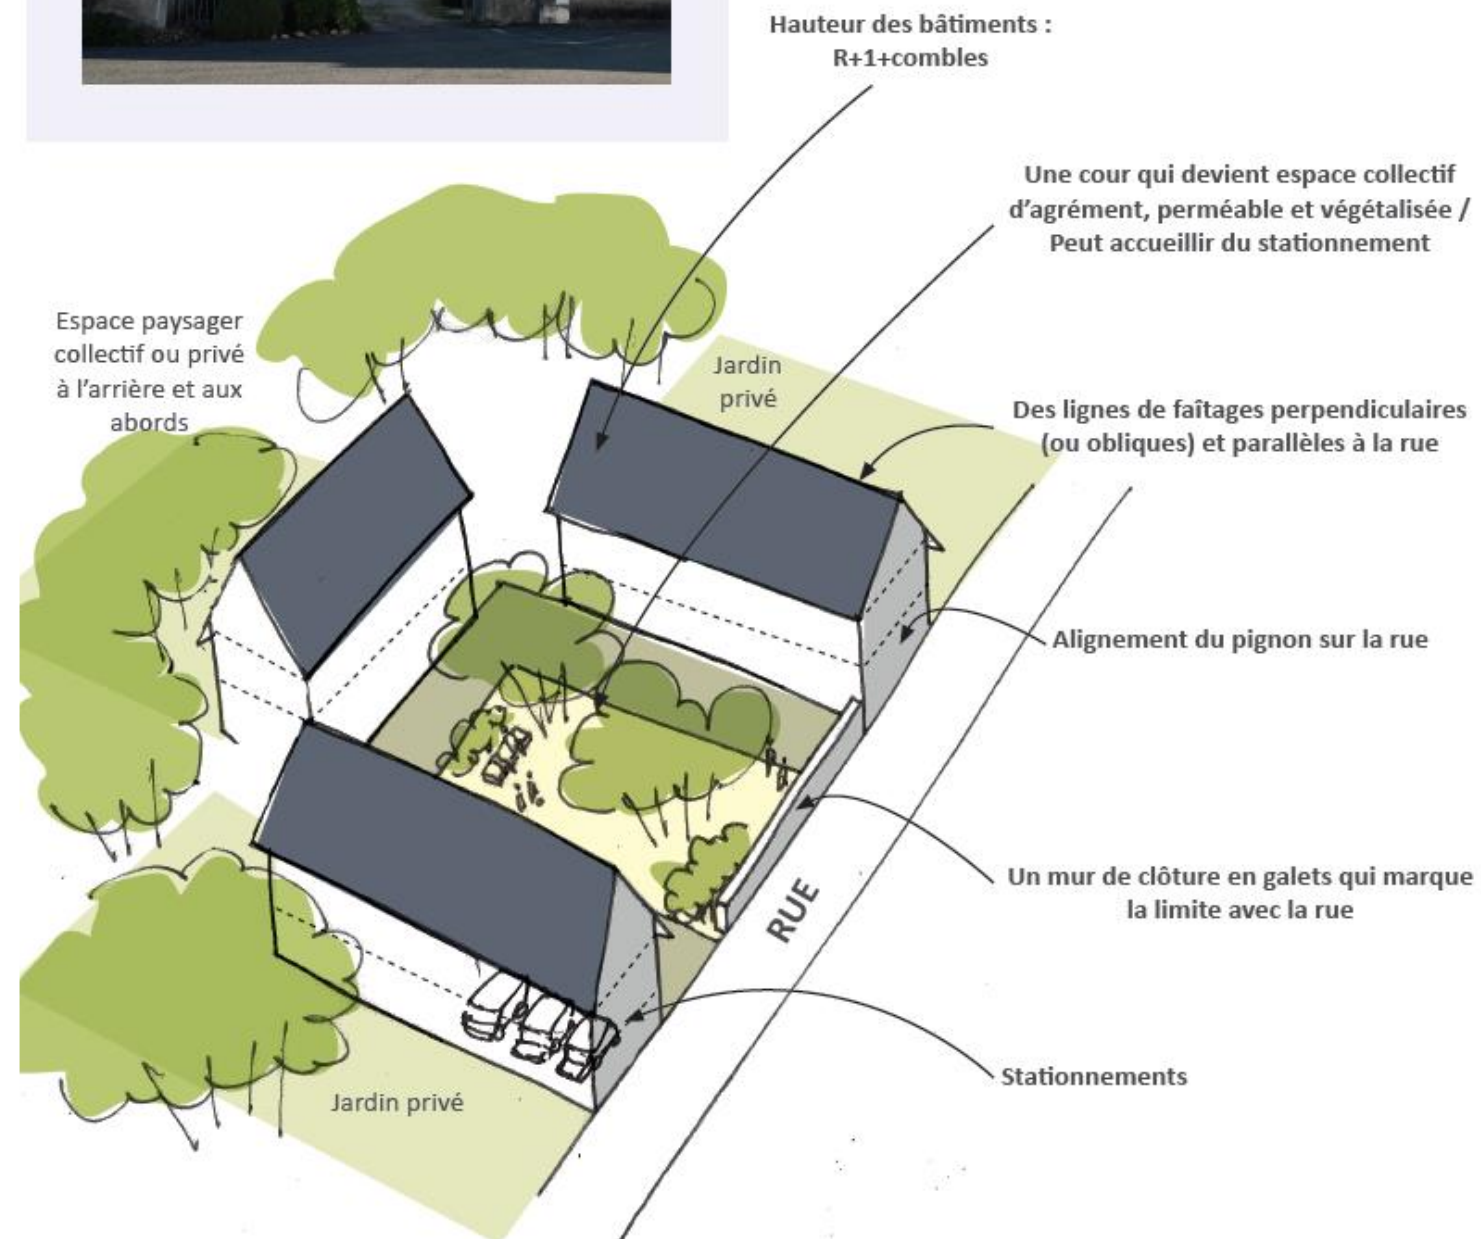 Hauteur des bâtiments :
R+1+combles
Une cour qui devient espace collectif
d’agrément, perméable et végétalisée /
Peut accueillir du stationnement
Espace paysager
collectif ou privé
à l’arrière et aux
abords
Jardin
privé
Des lignes de faîtages perpendiculaires
(ou obliques) et parallèles à la rue
Alignement du pignon sur la rue
Un mur de clôture en galets qui marque
la limite avec la rue
RUE
Stationnements
Jardin privé